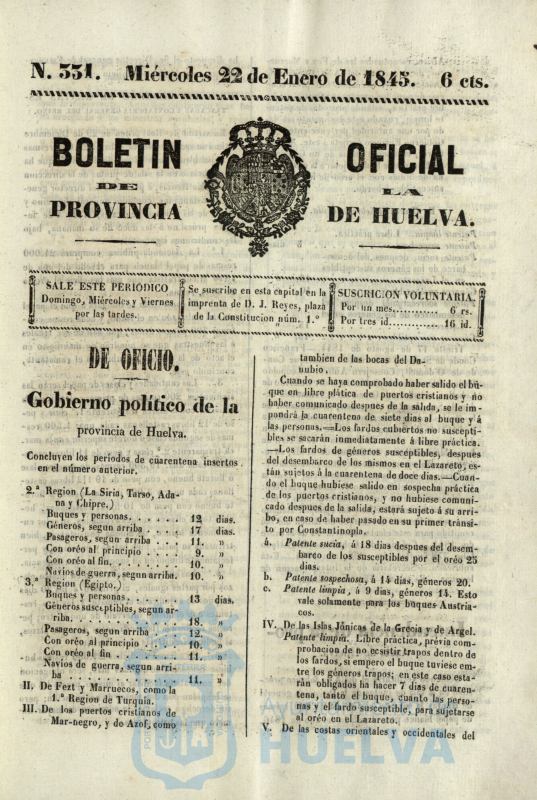 N. 331. Miércoles 22 de Enero de 1845. 6 cts.
BOLETIN OFICIAL
DE LA
PROVINCIA DE HUELVA.
SALE ESTE PERIÓDICO
Domingo, Miércoles y Viernes
por las tardes.
Se suscribe en esta capital en la
imprenta de D. J. Reyes, plaza
de la Constitucion núm. 1.º
SUSCRICION VOLUNTARIA.
Por un mes............ 6 rs.
Por tres id............ 16 id.
DE OFICIO.
Gobierno político de la
provincia de Huelva.
Concluyen los períodos de cuarentena insertos
en el número anterior.
2.ª Region (La Siria, Tarso, Ada-
na y Chipre.)
Buques y personas. . . . . . 12 dias.
Géneros, segun arriba . . . . 17 dias.
Pasageros, segun arriba . . . 11. »
Con oréo al principio . . . . 9. »
Con oréo al fin. . . . . . . 10. »
Navíos de guerra, segun arriba. 10. »
3.ª Region (Egipto.)
Buques y personas. . . . . . 13 dias.
Géneros susceptibles, segun ar-
riba. . . . . . . . . . . 18. »
Pasageros, segun arriba . . . 12. »
Con oréo al principio . . . . 10. »
Con oréo al fin . . . . . . 11. »
Navíos de guerra, segun arri-
ba . . . . . . . . . . . 11. »
II. De Fezt y Marruecos, como la
1.ª Region de Turquía.
III. De los puertos cristianos de
Mar-negro, y de Azof, como
tambien de las bocas del Da-
nubio.
Cuando se haya comprobado haber salido el bu-
que en libre plática de puertos cristianos y no
haber comunicado despues de la salida, se le im-
pondrá la cuarentena de siete dias al buque y á
las personas.=Los fardos cubiertos no suscepti-
bles se sacarán inmediatamente á libre práctica.
=Los fardos de géneros susceptibles, despues
del desembarco de los mismos en el Lazareto, es-
tán sujetos á la cuarentena de doce dias.=Cuan-
do el buque hubiese salido en sospecha práctica
de los puertos cristianos, y no hubiese comuni-
cado despues de la salida, estará sujeto á su arri-
bo, en caso de haber pasado en su primer tránsi-
to por Constantinopla.
á. Patente sucia, á 18 dias despues del desem-
barco de los susceptibles por el oréo 25
dias.
b. Patente sospechosa, á 14 dias, géneros 20.
c. Patente limpia, á 9 dias, géneros 14. Esto
vale solamente para los buques Austria-
cos.
IV. De las Islas Jónicas de la Grecia y de Argel.
Patente limpia. Libre práctica, prévia com-
probacion de no ecsistir trapos dentro de
los fardos, si empero el buque tuviese em-
tre los géneros trapos; en este caso esta-
rán obligados ha hacer 7 dias de cuaren-
tena, tanto el buque, cuanto las perso-
nas y el fardo susceptible, para sujetarse
al oréo en el Lazareto.
V. De las costas orientales y occidentales del
HUELVA